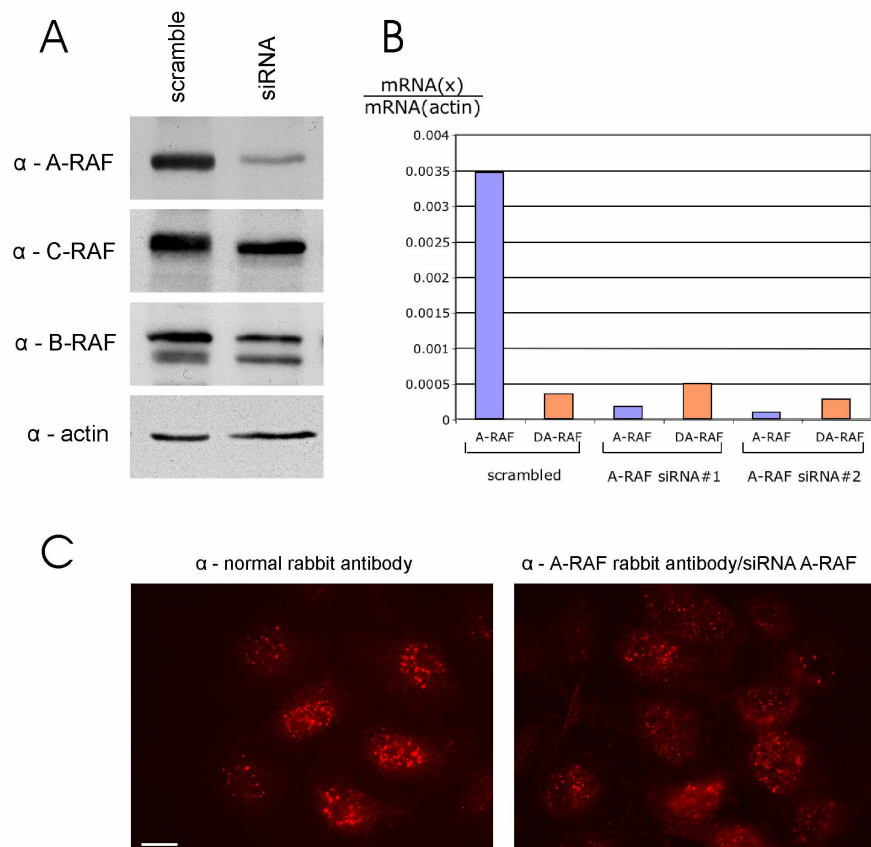 A
scramble
siRNA
α - A-RAF
α - C-RAF
α - B-RAF
α - actin
B
mRNA(x)
mRNA(actin)
0.004
0.0035
0.003
0.0025
0.002
0.0015
0.001
0.0005
0
A-RAF DA-RAF A-RAF DA-RAF A-RAF DA-RAF
scrambled A-RAF siRNA#1 A-RAF siRNA#2
C
α - normal rabbit antibody
α - A-RAF rabbit antibody/siRNA A-RAF